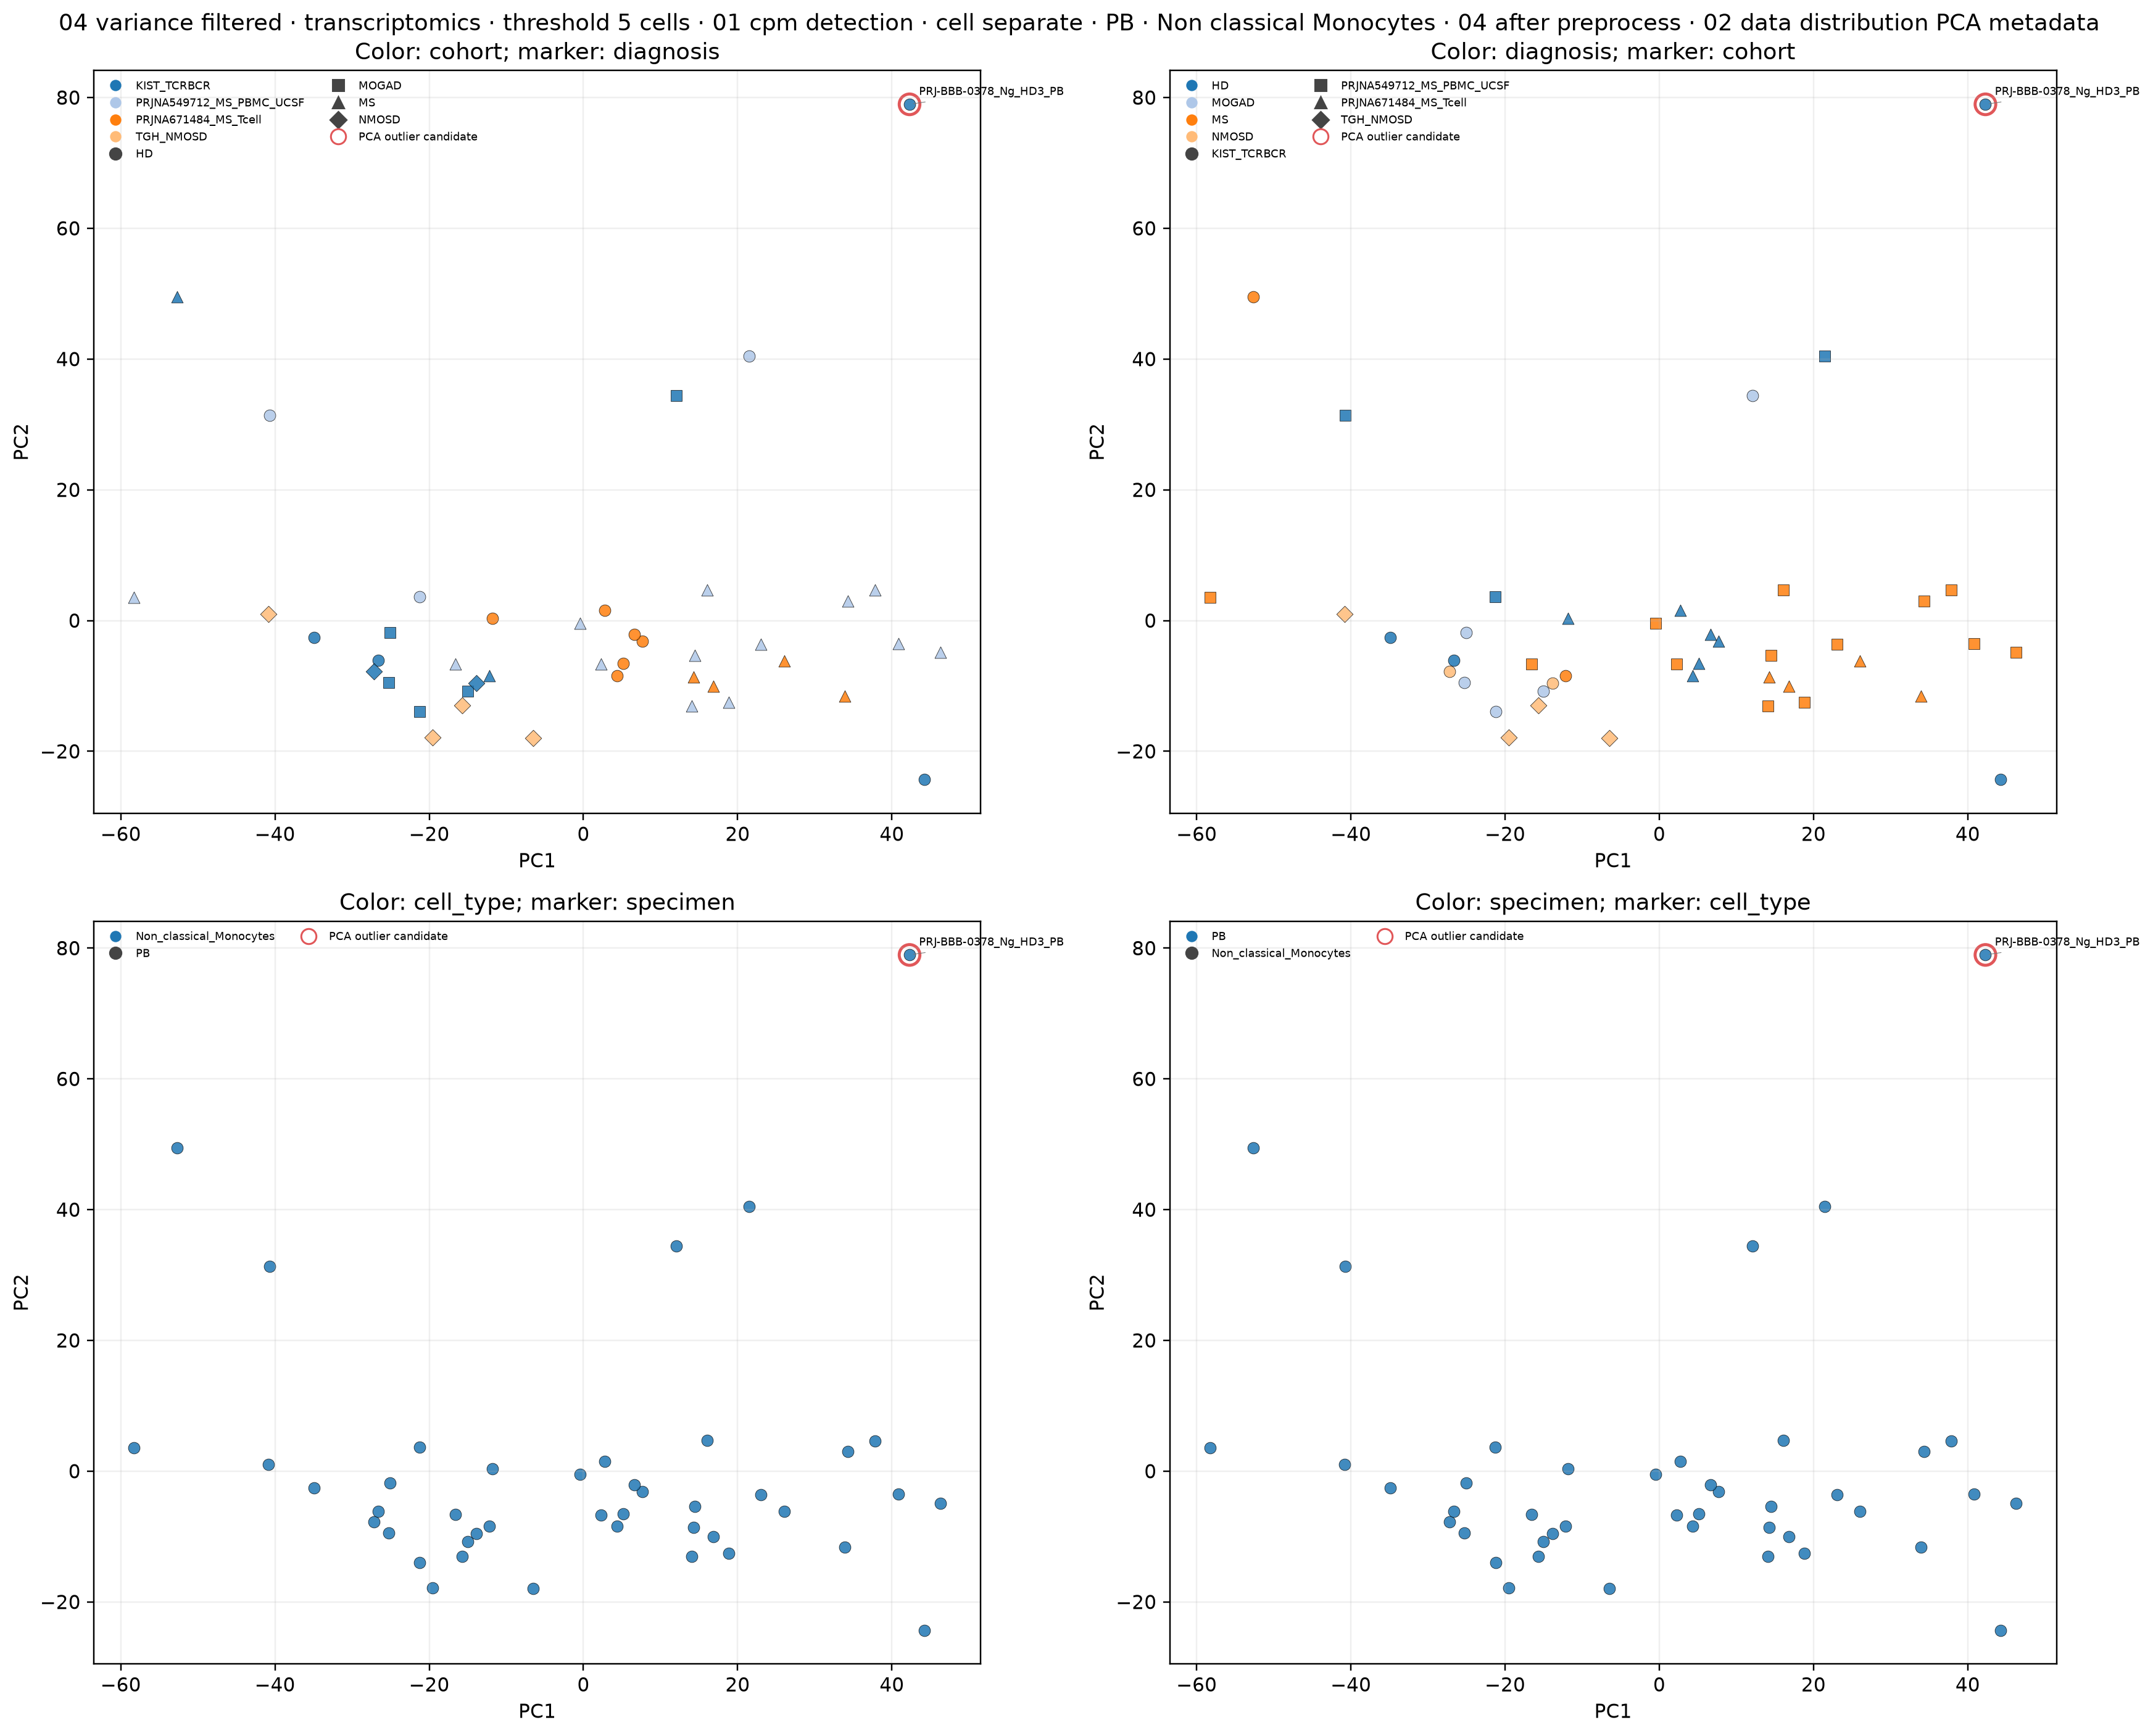 04 variance filtered · transcriptomics · threshold 5 cells · 01 cpm detection · cell separate · PB · Non classical Monocytes · 04 after preprocess · 02 data distribution PCA metadata
Color: cohort; marker: diagnosis
KIST_TCRBCR
PRJNA549712_MS_PBMC_UCSF
PRJNA671484_MS_Tcell
TGH_NMOSD
HD
MOGAD
MS
NMOSD
PCA outlier candidate
PRJ-BBB-0378_Ng_HD3_PB
80
60
40
20
0
−20
PC2
−60
−40
−20
0
20
40
PC1
Color: diagnosis; marker: cohort
HD
MOGAD
MS
NMOSD
KIST_TCRBCR
PRJNA549712_MS_PBMC_UCSF
PRJNA671484_MS_Tcell
TGH_NMOSD
PCA outlier candidate
PRJ-BBB-0378_Ng_HD3_PB
80
60
40
20
0
−20
PC2
−60
−40
−20
0
20
40
PC1
Color: cell_type; marker: specimen
Non_classical_Monocytes
PB
PCA outlier candidate
PRJ-BBB-0378_Ng_HD3_PB
80
60
40
20
0
−20
PC2
−60
−40
−20
0
20
40
PC1
Color: specimen; marker: cell_type
PB
Non_classical_Monocytes
PCA outlier candidate
PRJ-BBB-0378_Ng_HD3_PB
80
60
40
20
0
−20
PC2
−60
−40
−20
0
20
40
PC1